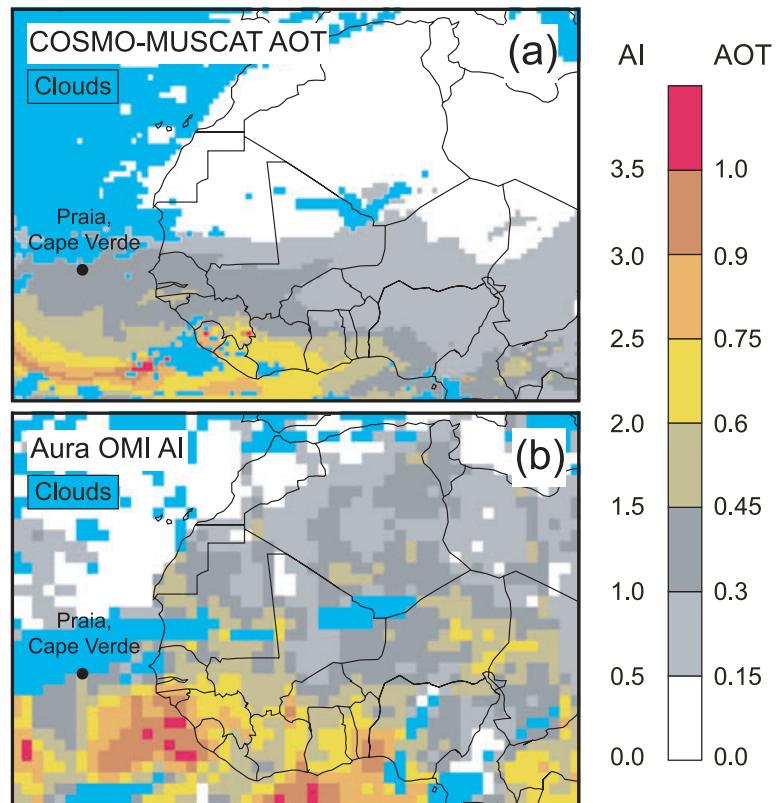 COSMO-MUSCAT AOT
(a)
Clouds
Praia,
Cape Verde
Aura OMI AI
(b)
Clouds
Praia,
Cape Verde
AI AOT
3.5 1.0
3.0 0.9
2.5 0.75
2.0 0.6
1.5 0.45
1.0 0.3
0.5 0.15
0.0 0.0